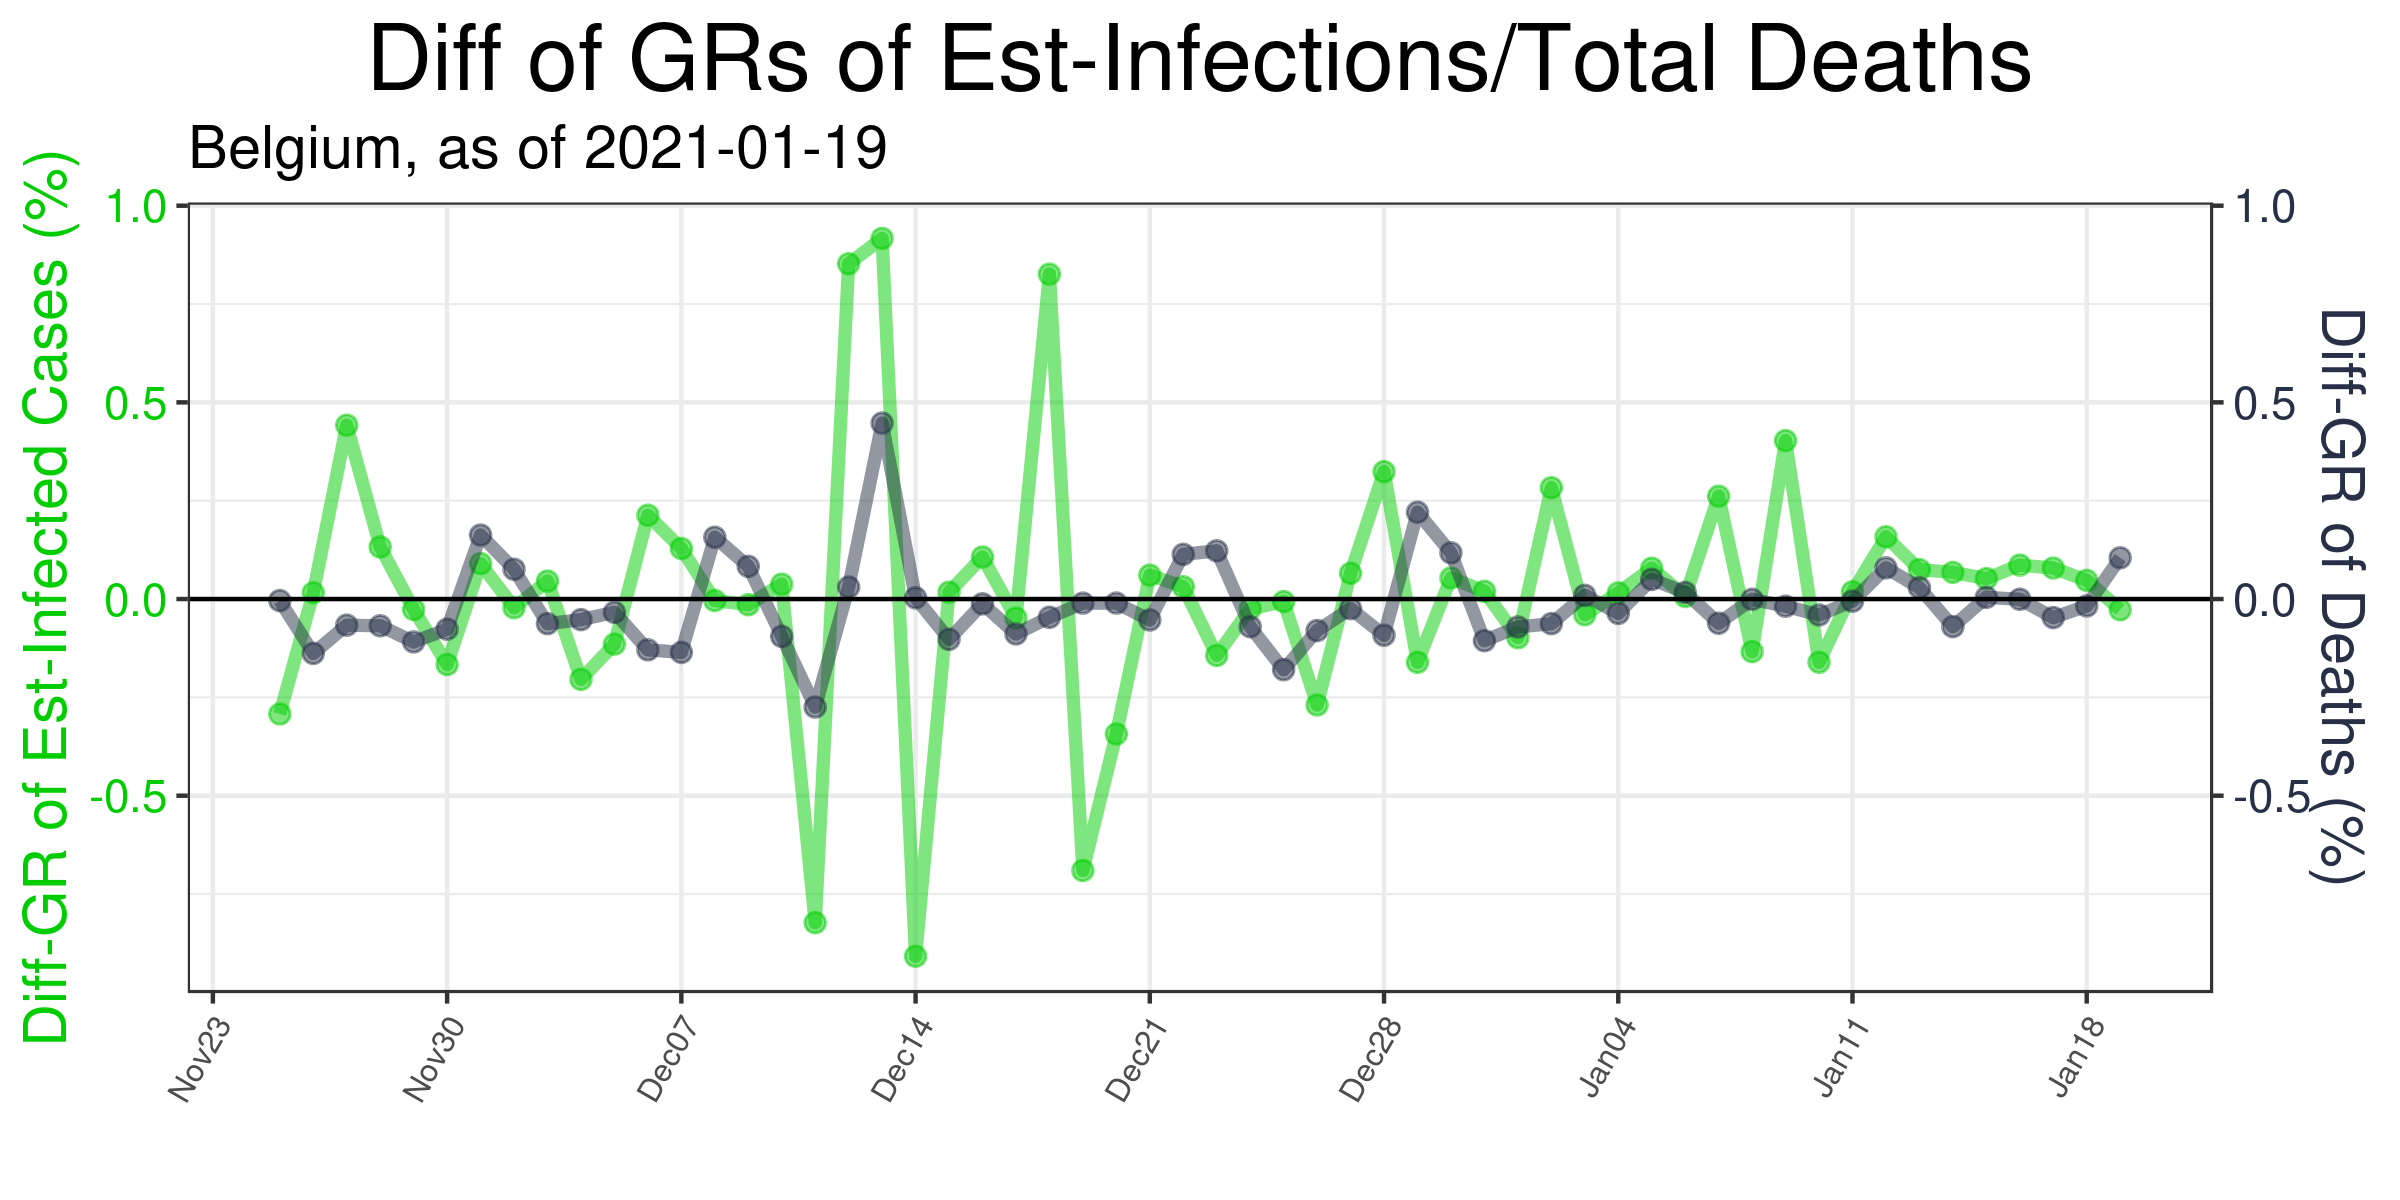 Diff of GRs of Est-Infections/Total Deaths
Belgium, as of 2021-01-19
Diff-GR of Est-Infected Cases (%)
1.0
0.5
0.0
-0.5
1.0
0.5
0.0
-0.5
Diff-GR of Deaths (%)
Nov23
Nov30
Dec07
Dec14
Dec21
Dec28
Jan04
Jan11
Jan18